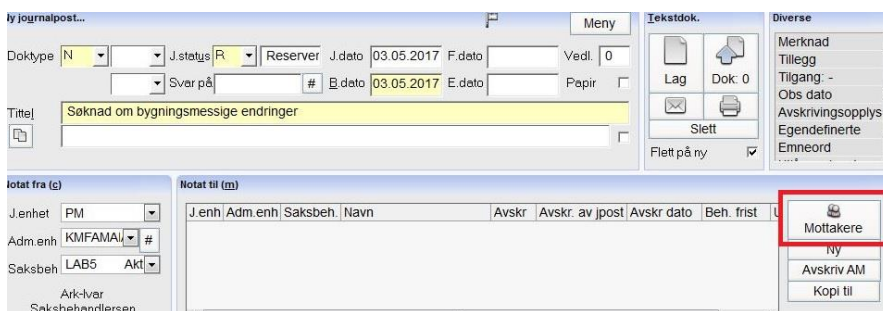 Ny journalpost...
Meny
Doktype N J.status R Reserver J.dato 03.05.2017 F.dato Vedl. 0
Svar på # B.dato 03.05.2017 E.dato Papir
Tittel Søknad om bygningsmessige endringer
Tekstdok.
Lag Dok: 0
Slett
Flett på ny
Diverse
Merknad
Tillegg
Tilgang: -
Obs dato
Avskrivingsopplys
Egendefinerte
Emneord
Notat fra (c)
J.enhet PM
Adm.enh KMFAMAI #
Saksbeh LAB5 Akt
Ark-Ivar
Saksbehandlersen
Notat til (m)
J.enh Adm.enh Saksbeh. Navn Avskr Avskr. av jpost Avskr dato Beh. frist U
Mottakere
Ny
Avskriv AM
Kopi til